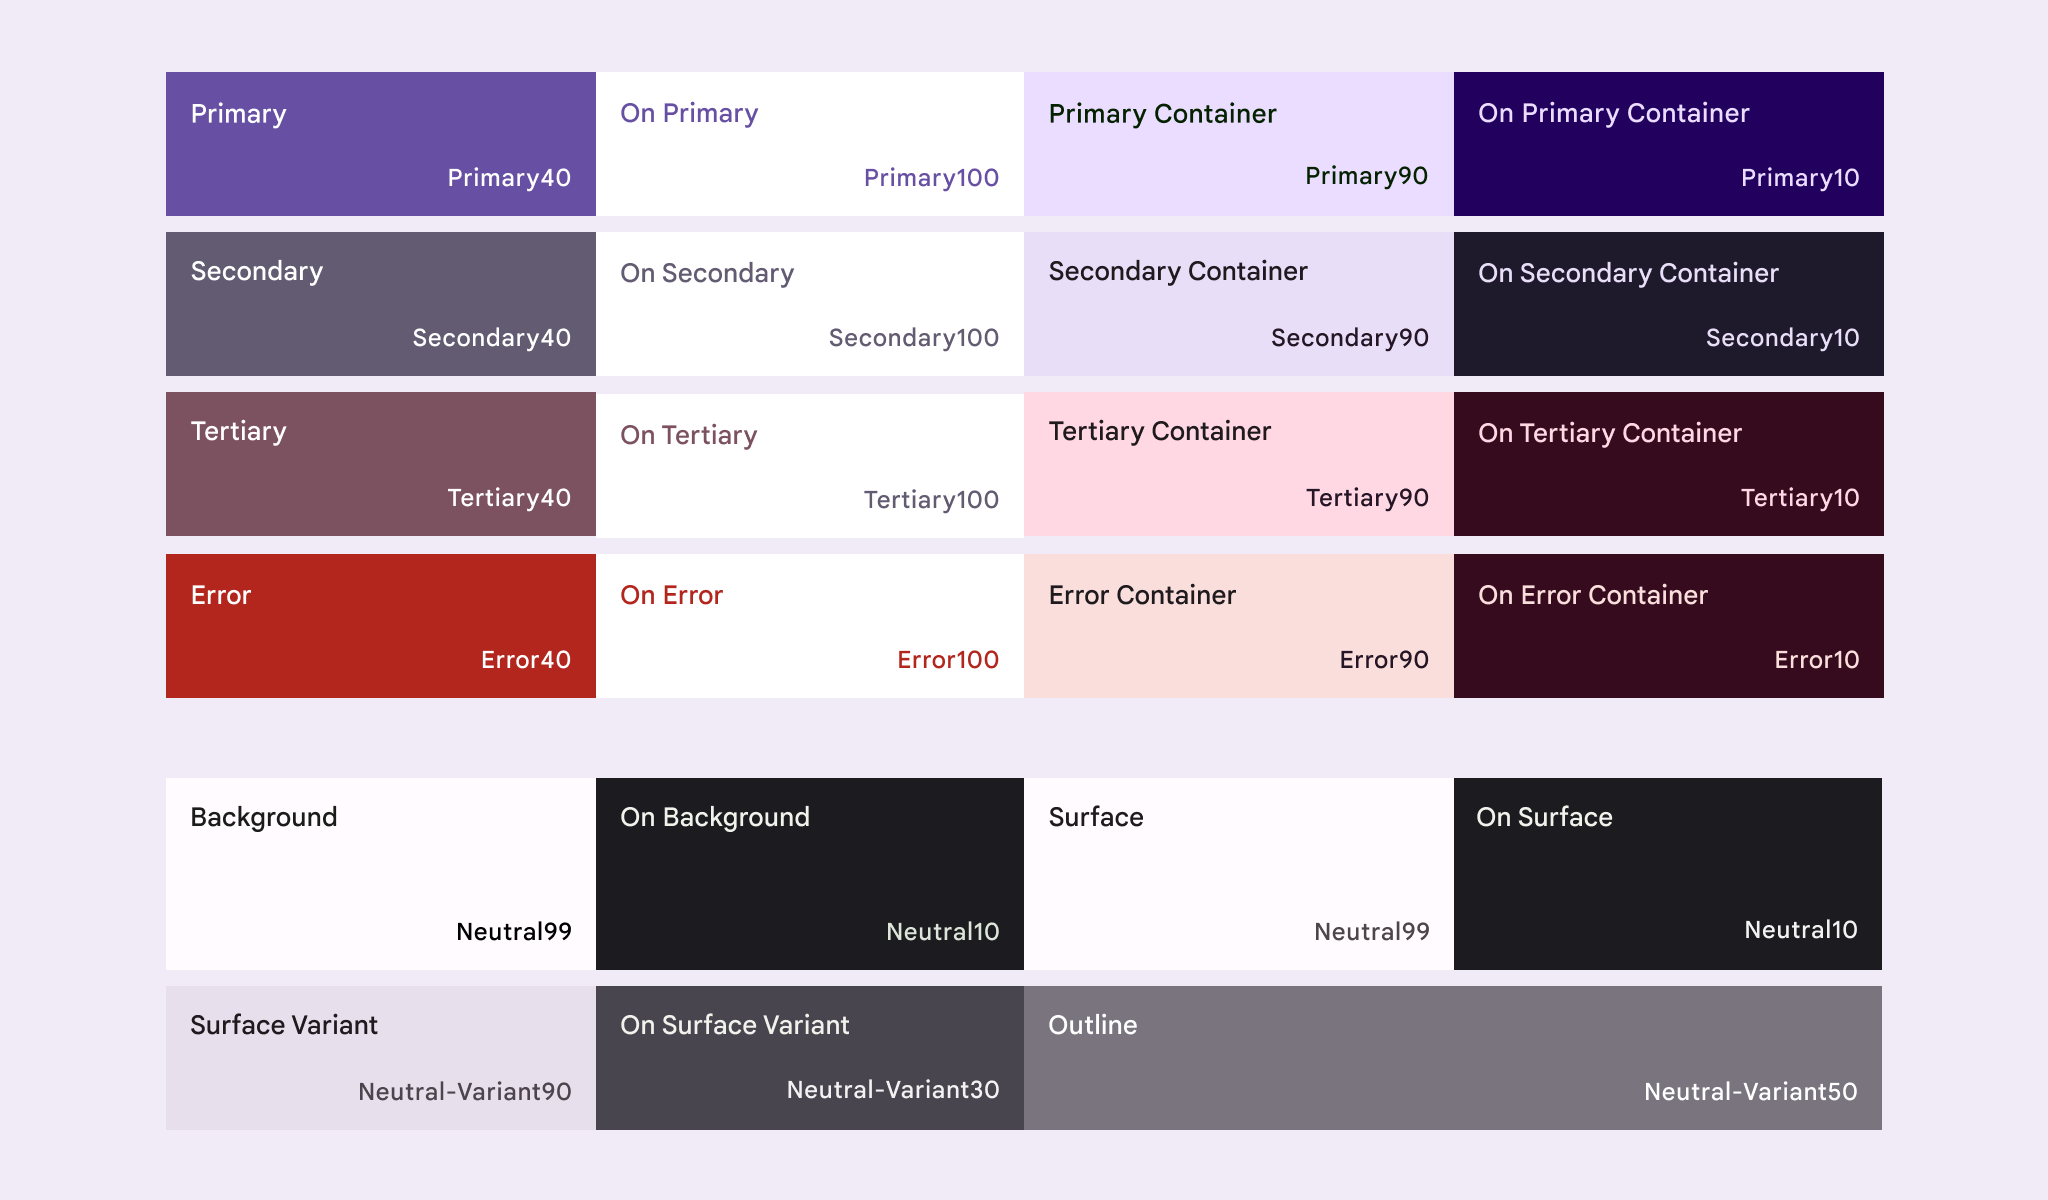 Primary
Primary40
On Primary
Primary100
Primary Container
Primary90
On Primary Container
Primary10
Secondary
Secondary40
On Secondary
Secondary100
Secondary Container
Secondary90
On Secondary Container
Secondary10
Tertiary
Tertiary40
On Tertiary
Tertiary100
Tertiary Container
Tertiary90
On Tertiary Container
Tertiary10
Error
Error40
On Error
Error100
Error Container
Error90
On Error Container
Error10
Background
Neutral99
On Background
Neutral10
Surface
Neutral99
On Surface
Neutral10
Surface Variant
Neutral-Variant90
On Surface Variant
Neutral-Variant30
Outline
Neutral-Variant50